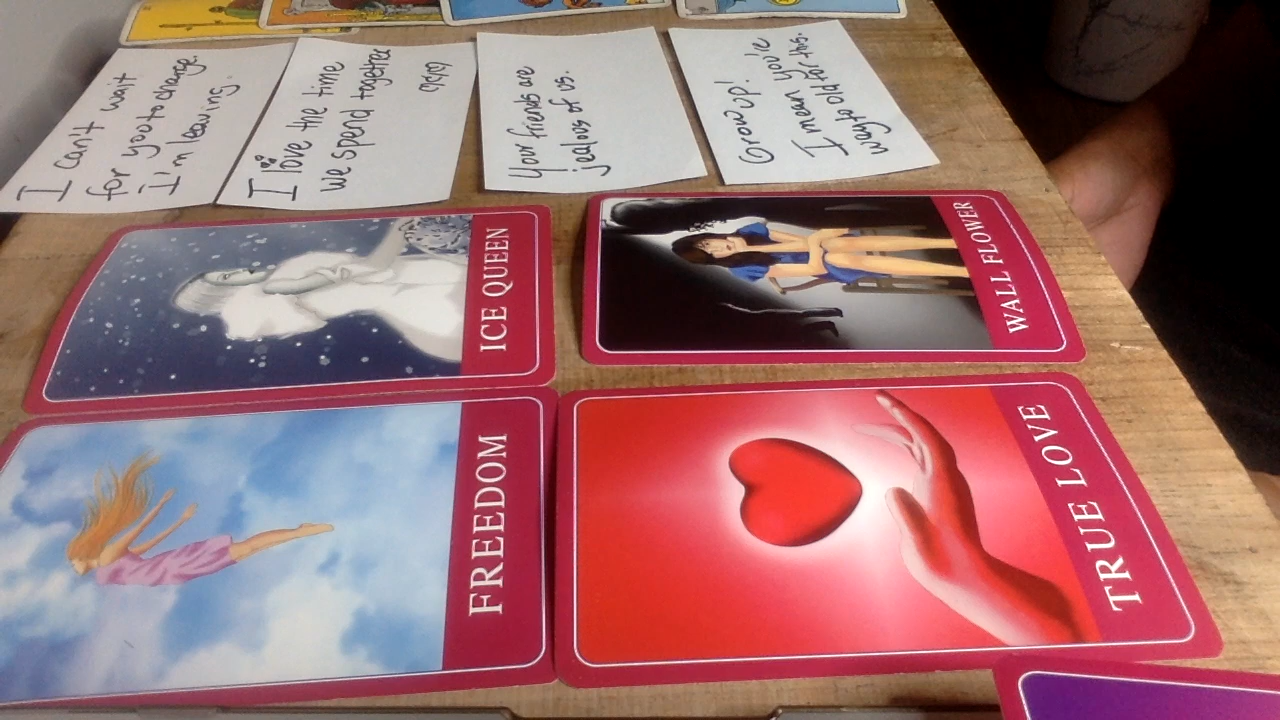 I can't wait
for you to change.
I'm leaving.
I love the time
we spend together
Your friends are
jealous of us.
Grow up!
I mean you're
way to old for this.
ICE QUEEN
WALL FLOWER
FREEDOM
TRUE LOVE